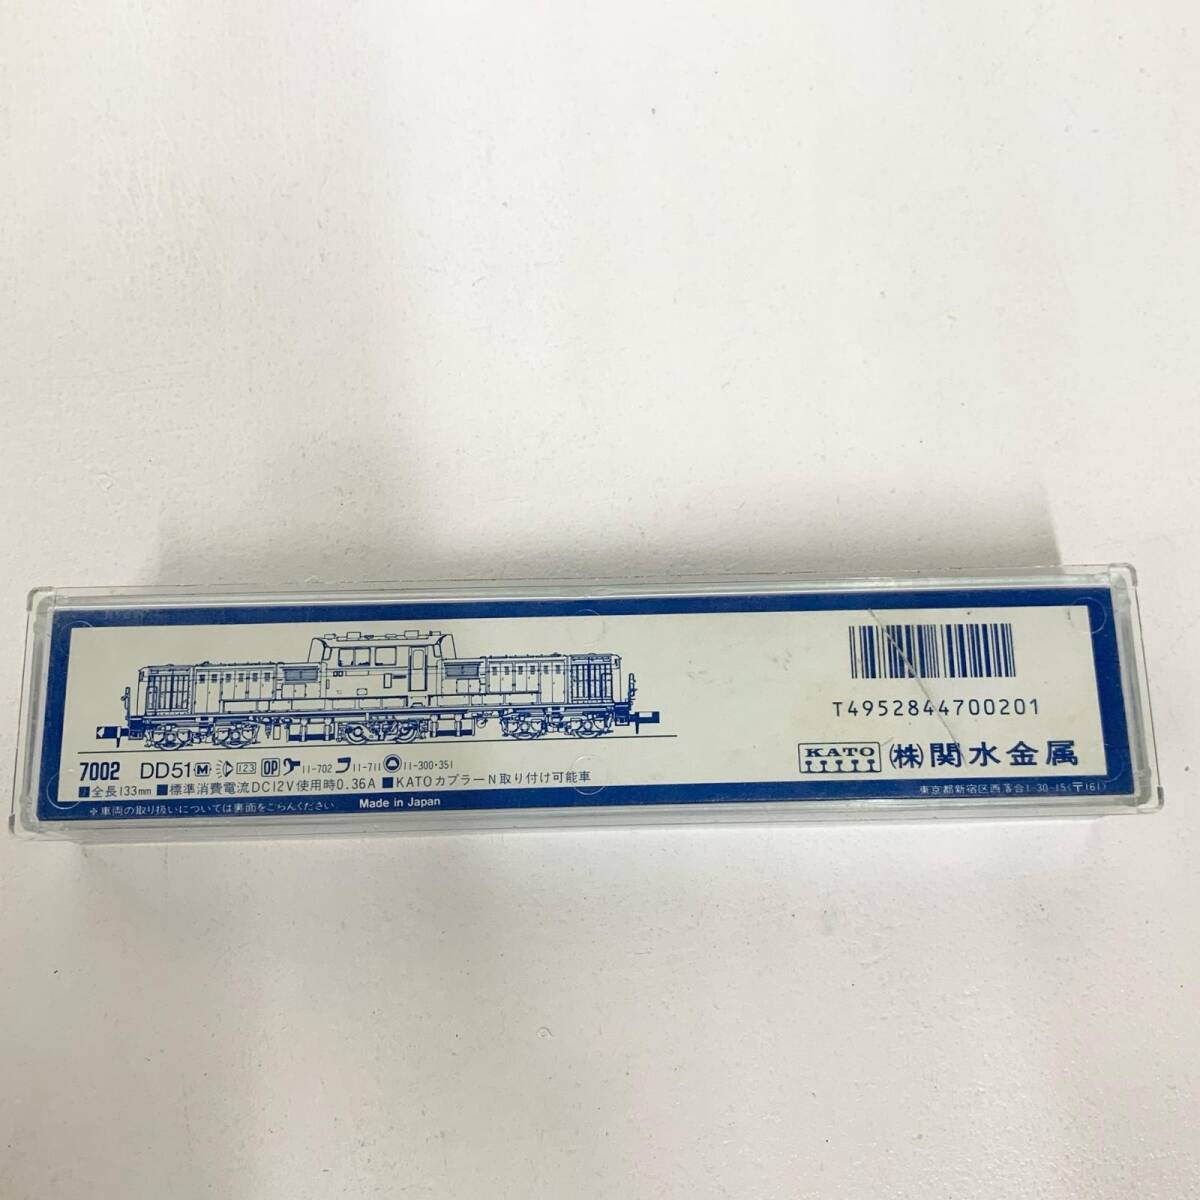 T4952844700201
KATO (株)関水金属
7002 DD51 M 123 OP 11-702 11-711 11-300・351
全長133mm ■標準消費電流DC12V使用時0.36A ■KATOカプラーN取り付け可能車
※車両の取り扱いについては裏面をごらんください Made in Japan
東京都新宿区西落合1-30-15(〒161)